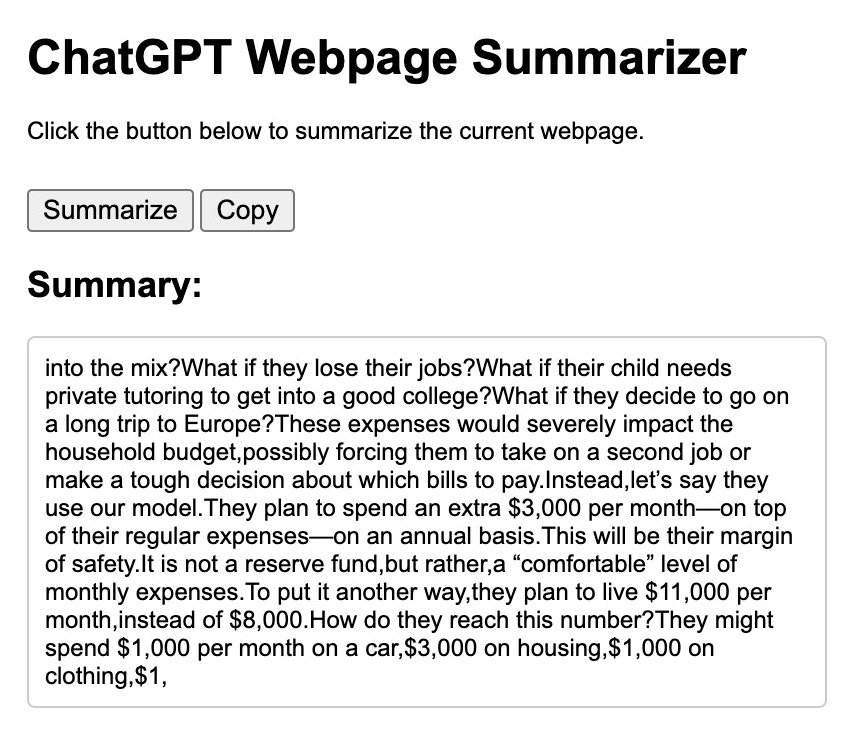 ChatGPT Webpage Summarizer
Click the button below to summarize the current webpage.
Summarize Copy
Summary:
into the mix?What if they lose their jobs?What if their child needs
private tutoring to get into a good college?What if they decide to go on
a long trip to Europe?These expenses would severely impact the
household budget,possibly forcing them to take on a second job or
make a tough decision about which bills to pay.Instead,let’s say they
use our model.They plan to spend an extra $3,000 per month—on top
of their regular expenses—on an annual basis.This will be their margin
of safety.It is not a reserve fund,but rather,a “comfortable” level of
monthly expenses.To put it another way,they plan to live $11,000 per
month,instead of $8,000.How do they reach this number?They might
spend $1,000 per month on a car,$3,000 on housing,$1,000 on
clothing,$1,